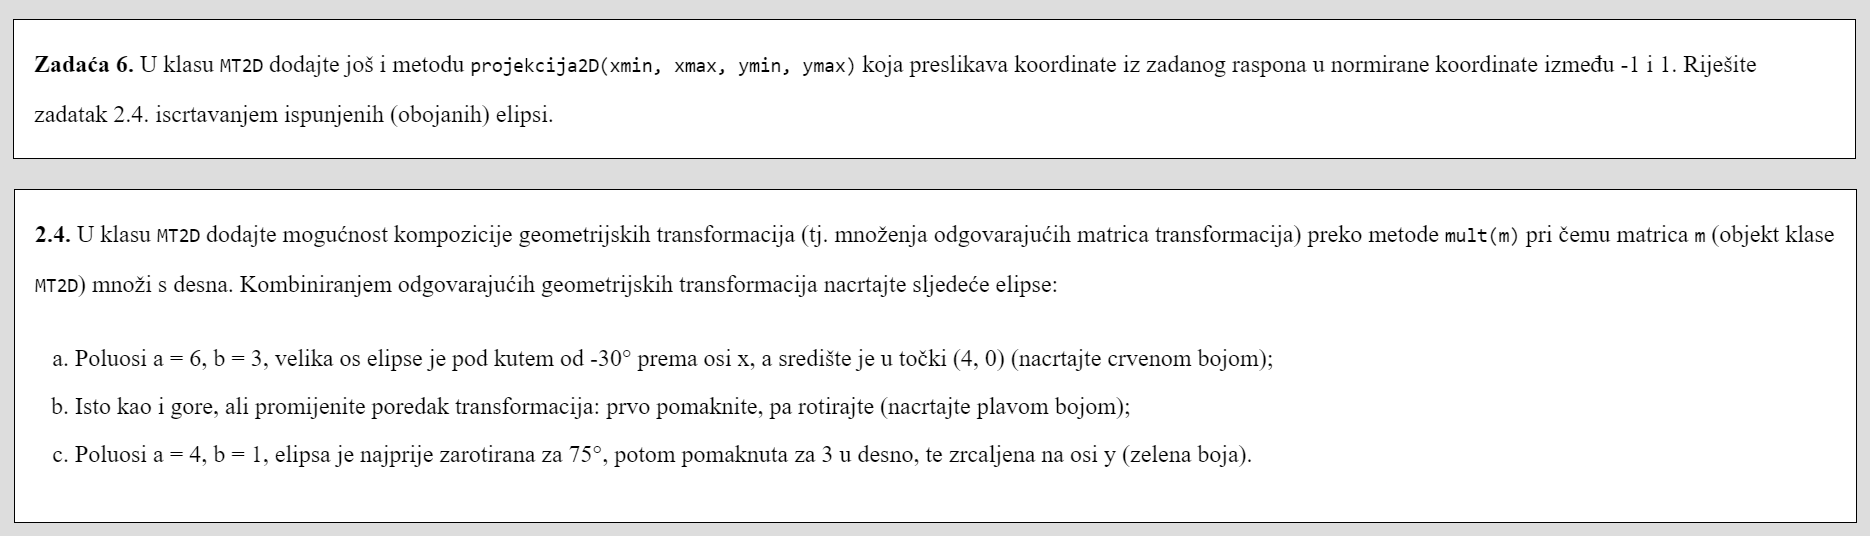 Zadaća 6. U klasu MT2D dodajte još i metodu projekcija2D(xmin, xmax, ymin, ymax) koja preslikava koordinate iz zadanog raspona u normirane koordinate između -1 i 1. Riješite
zadatak 2.4. iscrtavanjem ispunjenih (obojanih) elipsi.
2.4. U klasu MT2D dodajte mogućnost kompozicije geometrijskih transformacija (tj. množenja odgovarajućih matrica transformacija) preko metode mult(m) pri čemu matrica m (objekt klase
MT2D) množi s desna. Kombiniranjem odgovarajućih geometrijskih transformacija nacrtajte sljedeće elipse:
a. Poluosi a = 6, b = 3, velika os elipse je pod kutem od -30° prema osi x, a središte je u točki (4, 0) (nacrtajte crvenom bojom);
b. Isto kao i gore, ali promijenite poredak transformacija: prvo pomaknite, pa rotirajte (nacrtajte plavom bojom);
c. Poluosi a = 4, b = 1, elipsa je najprije zarotirana za 75°, potom pomaknuta za 3 u desno, te zrcaljena na osi y (zelena boja).